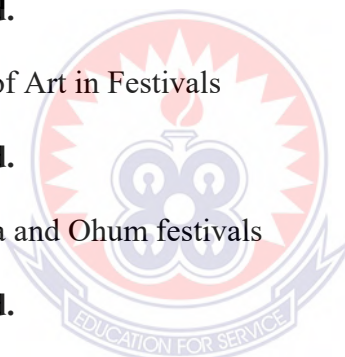 d.
of Art in Festivals
d.
a and Ohum festivals
d.
EDUCATION FOR SERVICE